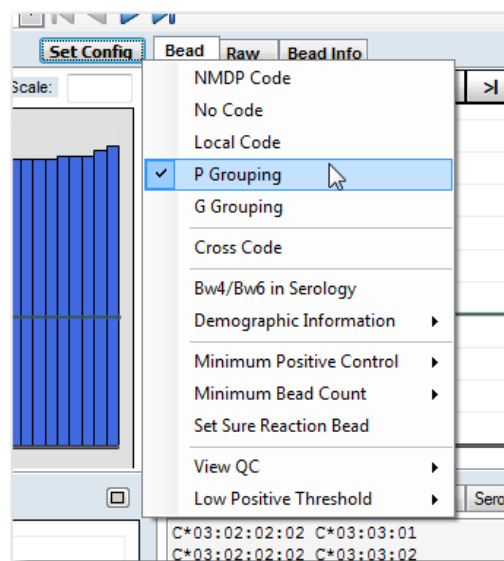 Set Config Bead Raw Bead Info
Scale:
NMDP Code
No Code
Local Code
P Grouping
G Grouping
Cross Code
Bw4/Bw6 in Serology
Demographic Information
Minimum Positive Control
Minimum Bead Count
Set Sure Reaction Bead
View QC
Low Positive Threshold
Sero
C*03:02:02:02 C*03:03:01
C*03:02:02:02 C*03:03:02